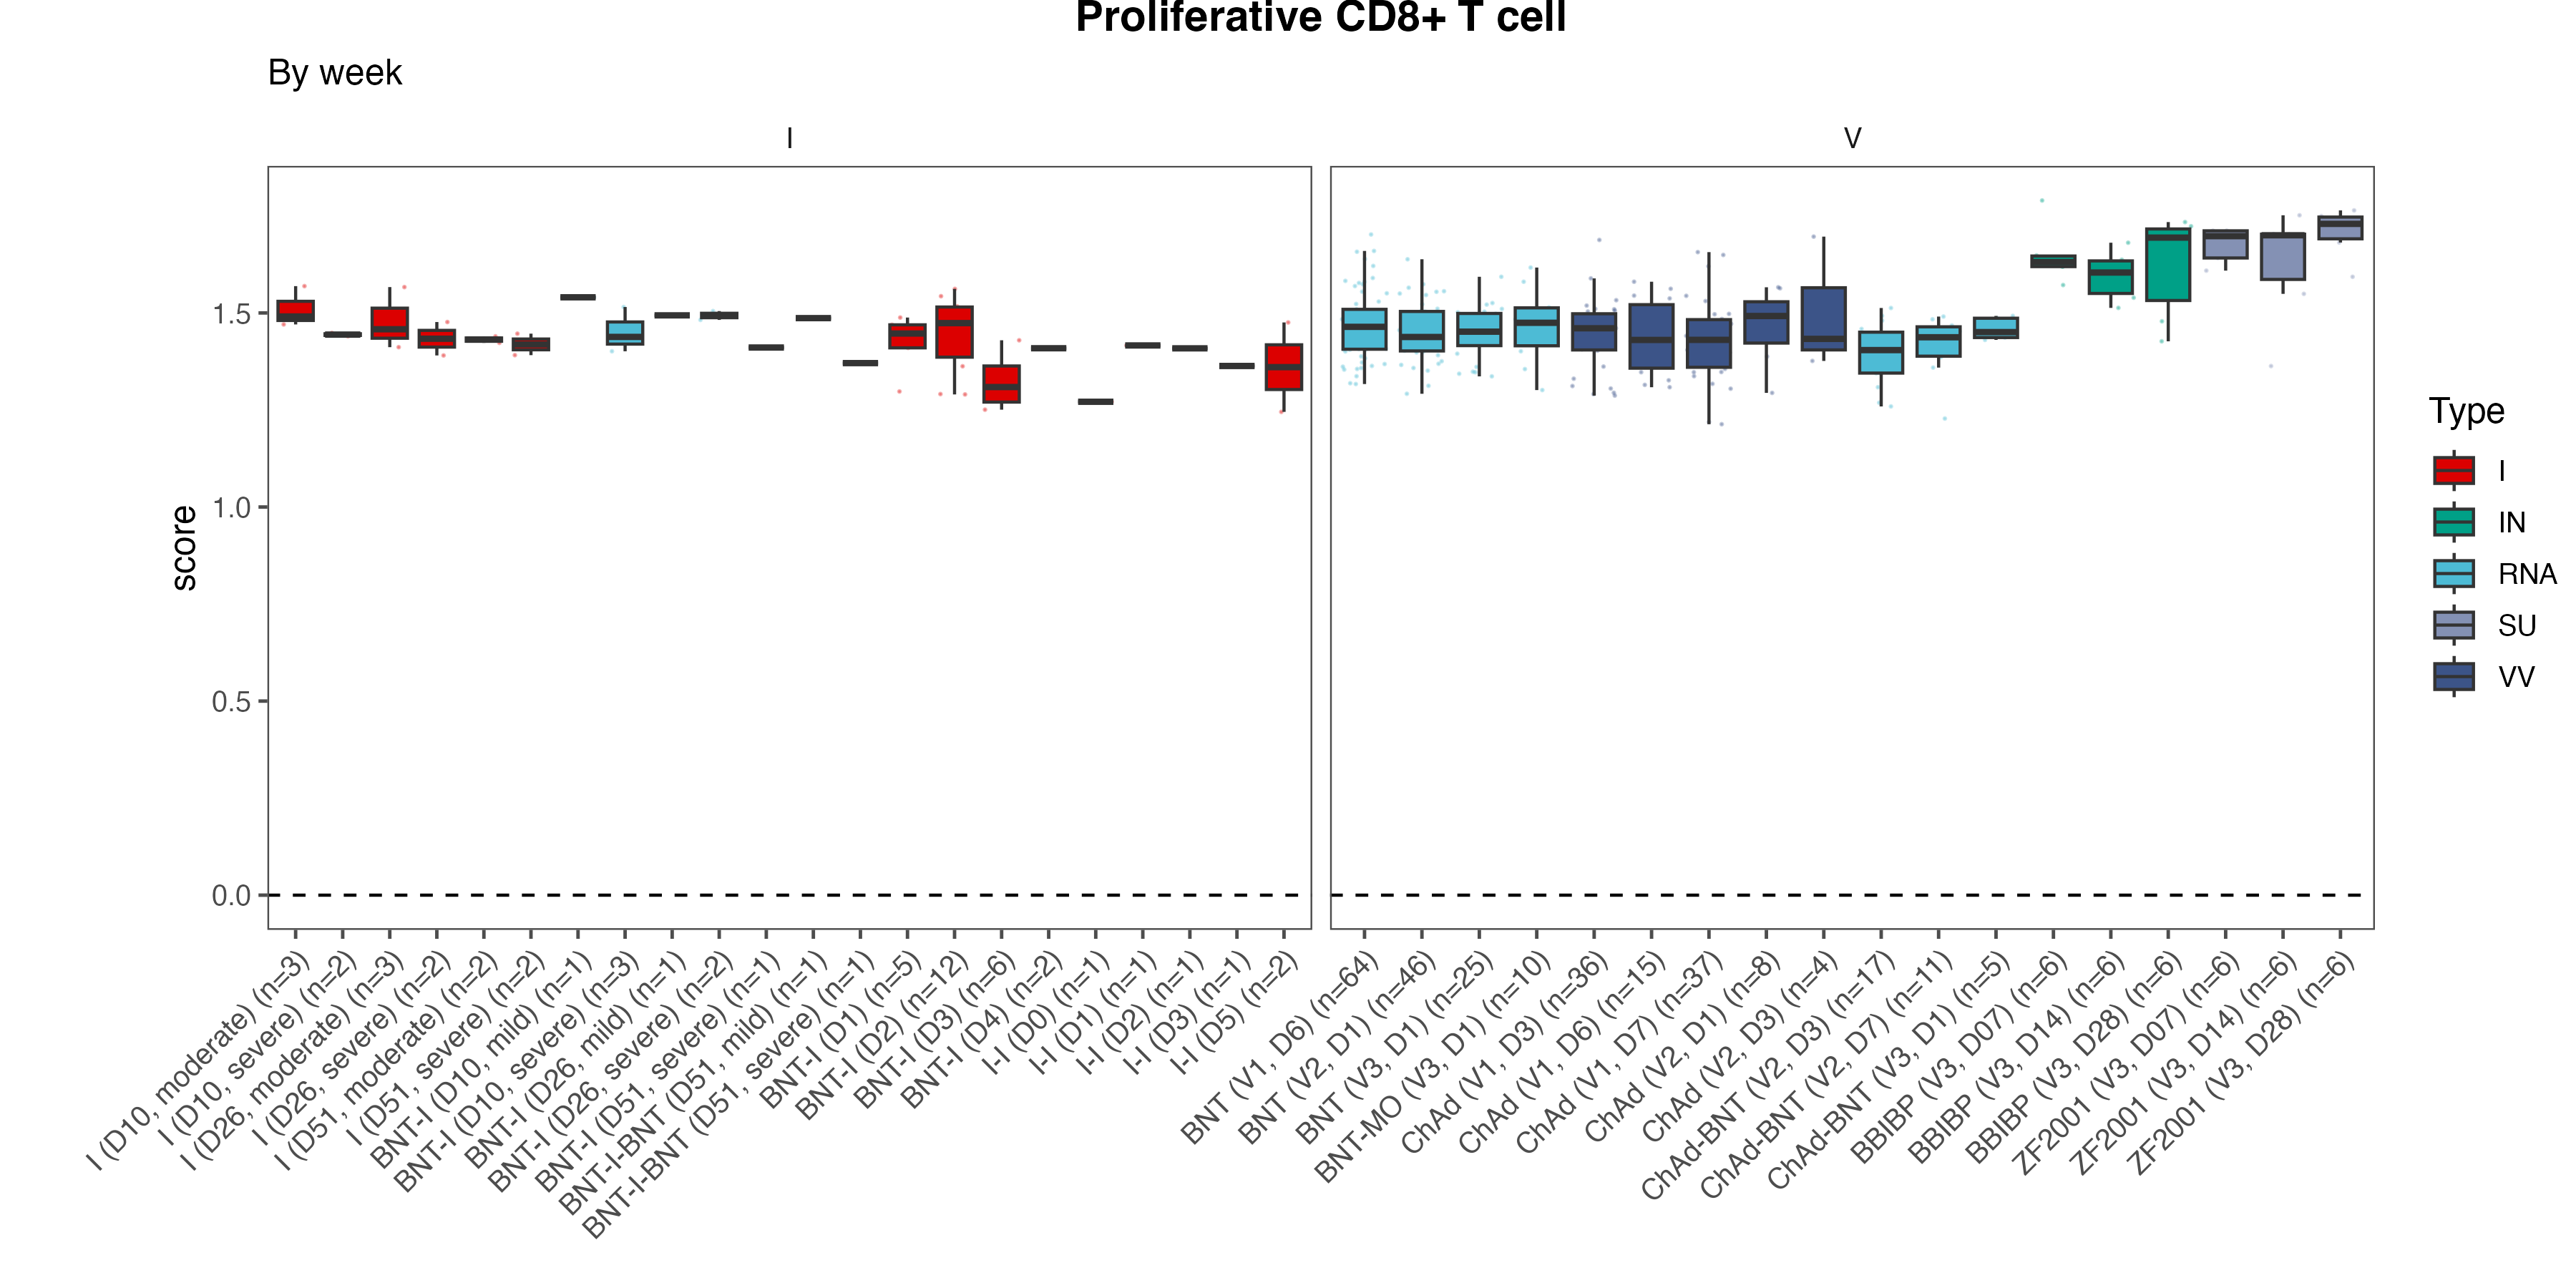 Proliferative CD8+ T cell
By week
I
V
score
1.5
1.0
0.5
0.0
I (D10, moderate) (n=3)
I (D10, severe) (n=2)
I (D26, moderate) (n=3)
I (D26, severe) (n=2)
I (D51, moderate) (n=2)
I (D51, severe) (n=2)
BNT-I (D10, mild) (n=1)
BNT-I (D10, severe) (n=3)
BNT-I (D26, mild) (n=1)
BNT-I (D26, severe) (n=2)
BNT-I (D51, severe) (n=1)
BNT-I-BNT (D51, mild) (n=1)
BNT-I-BNT (D51, severe) (n=1)
BNT-I (D1) (n=5)
BNT-I (D2) (n=12)
BNT-I (D3) (n=6)
BNT-I (D4) (n=2)
I-I (D0) (n=1)
I-I (D1) (n=1)
I-I (D2) (n=1)
I-I (D3) (n=1)
I-I (D5) (n=2)
BNT (V1, D6) (n=64)
BNT (V2, D1) (n=46)
BNT (V3, D1) (n=25)
BNT-MO (V3, D1) (n=10)
ChAd (V1, D3) (n=36)
ChAd (V1, D6) (n=15)
ChAd (V1, D7) (n=37)
ChAd (V2, D1) (n=8)
ChAd (V2, D3) (n=4)
ChAd-BNT (V2, D3) (n=17)
ChAd-BNT (V2, D7) (n=11)
ChAd-BNT (V3, D1) (n=5)
BBIBP (V3, D07) (n=6)
BBIBP (V3, D14) (n=6)
BBIBP (V3, D28) (n=6)
ZF2001 (V3, D07) (n=6)
ZF2001 (V3, D14) (n=6)
ZF2001 (V3, D28) (n=6)
Type
I
IN
RNA
SU
VV